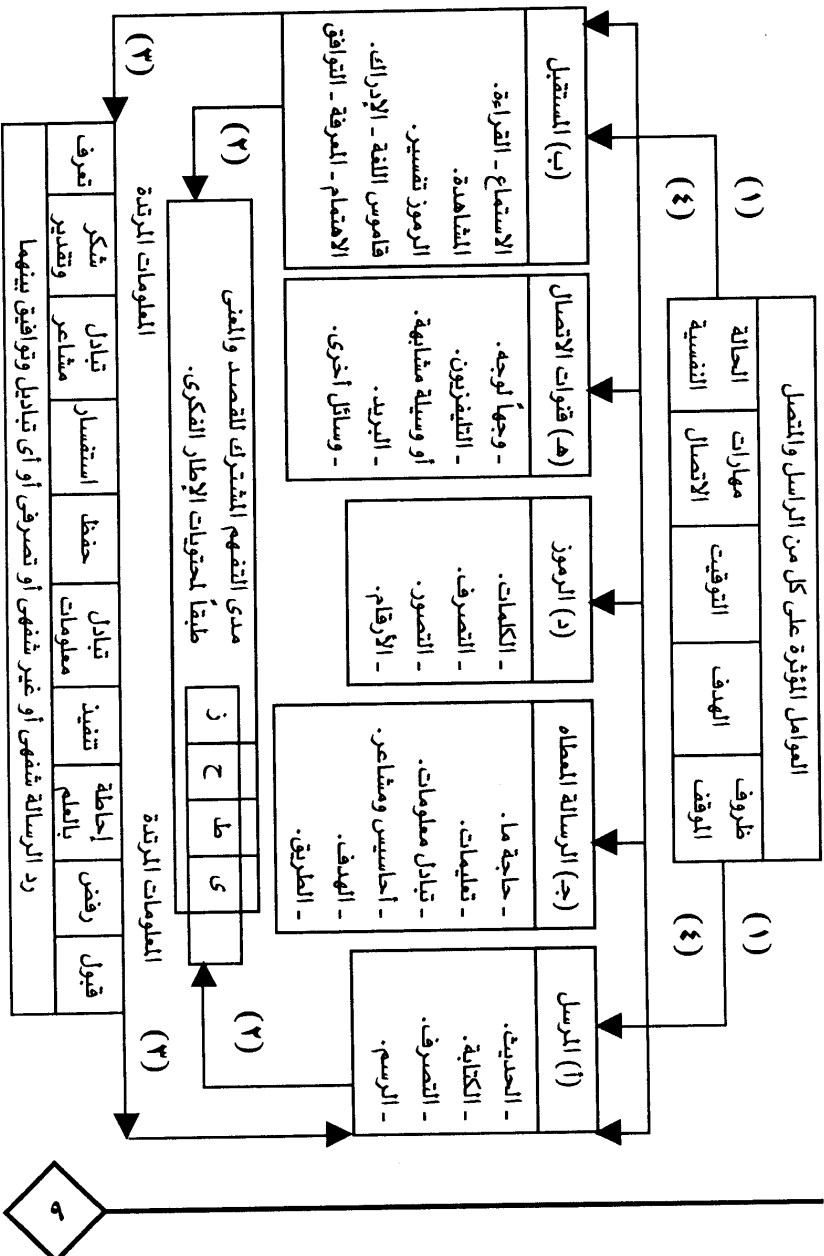 العوامل المؤثرة على كل من الراسل والمتصل
ظروف الموقف
الهدف
التوقيت
مهارات الاتصال
الحالة النفسية
(١)
(٤)
(١)
(٤)
(أ) المرسل
- الحديث.
- الكتابة.
- التصرف.
- الرسم.
(جـ) الرسالة المعطاه
- حاجة ما.
- تعليمات.
- تبادل معلومات.
- أحاسيس ومشاعر.
- الهدف.
- الطريق.
(د) الرموز
- الكلمات.
- التصرف.
- التصور.
- الأرقام.
(هـ) قنوات الاتصال
- وجهاً لوجه.
- التليفزيون.
أو وسيلة مشابهة.
- البريد.
- وسائل أخرى.
(ب) المستقبل
الاستماع - القراءة.
المشاهدة.
الرموز تفسير.
قاموس اللغة - الإدراك.
الاهتمام - المعرفة - التوافق
(٢)
(٢)
ى
ط
ح
ز
مدى التفهم المشترك للقصد والمعنى
طبقاً لمحتويات الإطار الفكرى.
(٣)
المعلومات المرتدة
المعلومات المرتدة
(٣)
قبول
رفض
إحاطة بالعلم
تنفيذ
تبادل معلومات
حفظ
استفسار
تبادل مشاعر
شكر وتقدير
تعرف
رد الرسالة شفهى أو غير شفهى أو تصرفى أو أى تباديل وتوافيق بينهما
٩